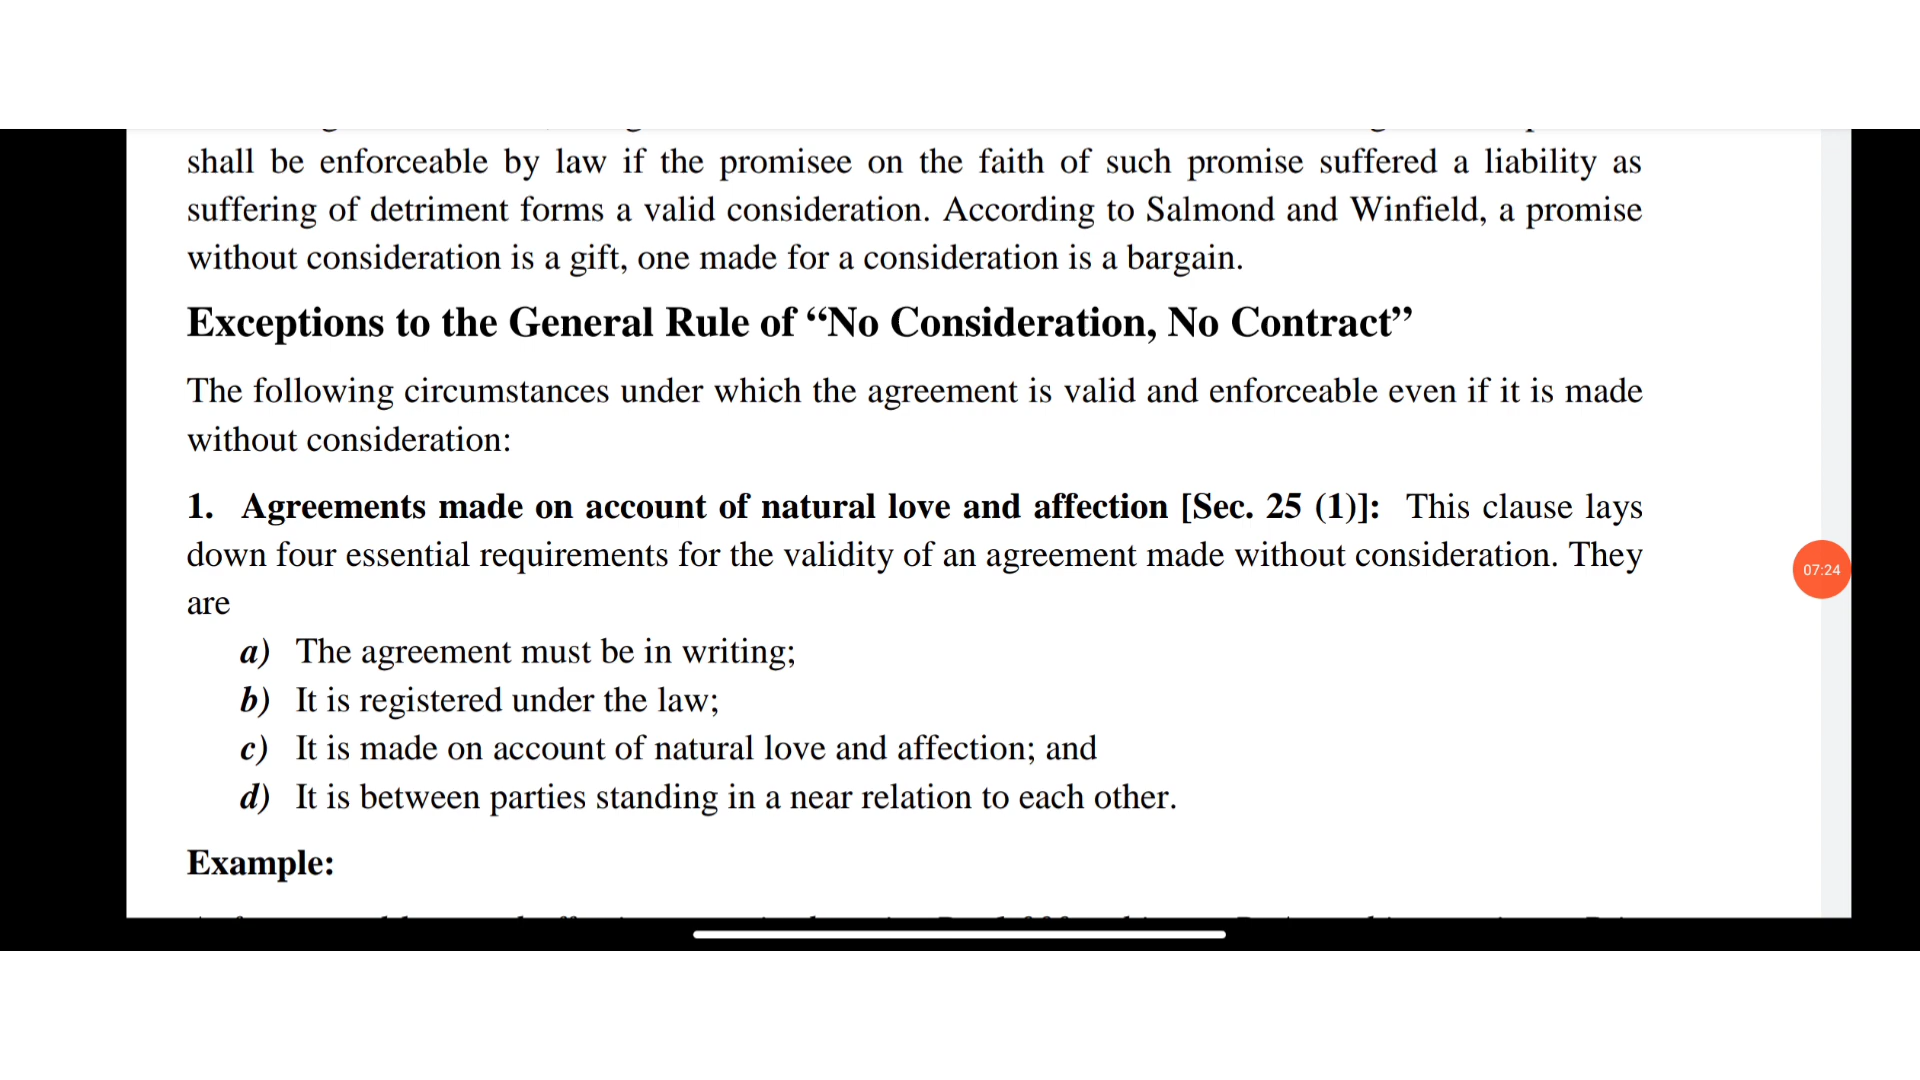 shall be enforceable by law if the promisee on the faith of such promise suffered a liability as
suffering of detriment forms a valid consideration. According to Salmond and Winfield, a promise
without consideration is a gift, one made for a consideration is a bargain.
Exceptions to the General Rule of “No Consideration, No Contract”
The following circumstances under which the agreement is valid and enforceable even if it is made
without consideration:
1. Agreements made on account of natural love and affection [Sec. 25 (1)]: This clause lays
down four essential requirements for the validity of an agreement made without consideration. They
are
a) The agreement must be in writing;
b) It is registered under the law;
c) It is made on account of natural love and affection; and
d) It is between parties standing in a near relation to each other.
Example:
07:24